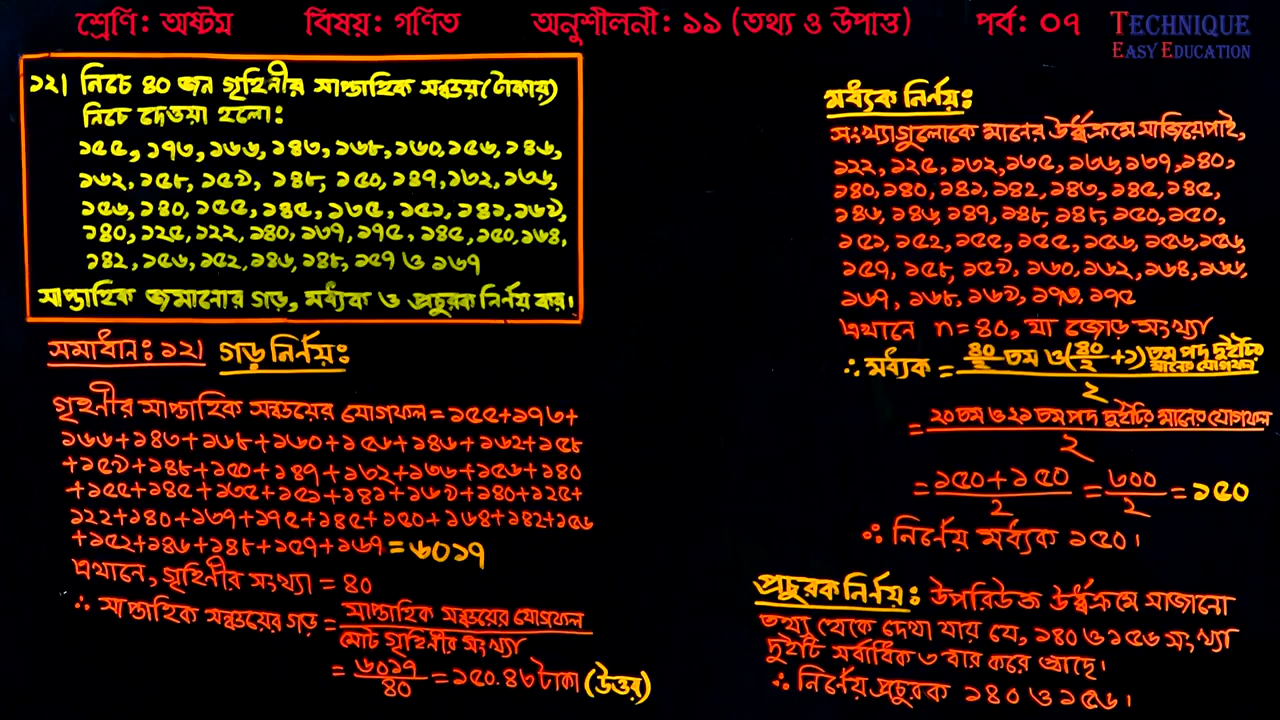 শ্রেণি: অষ্টম বিষয়: গণিত অনুশীলনী: ১১ (তথ্য ও উপাত্ত) পর্ব: ০৭ TECHNIQUE EASY EDUCATION
১২। নিচে ৪০ জন গৃহিনীর সাপ্তাহিক সঞ্চয়(টাকায়)
নিচে দেওয়া হলো:
১৫৫, ১৭৩, ১৬৬, ১৪৩, ১৬৮, ১৬০, ১৫৬, ১৪৬,
১৬২, ১৫৮, ১৫৯, ১৪৮, ১৫০, ১৪৭, ১৩২, ১৩৬,
১৫৬, ১৪০, ১৫৫, ১৪৫, ১৩৫, ১৫১, ১৪১, ১৬৯,
১৪০, ১২৫, ১২২, ১৪০, ১৩৭, ১৭৫, ১৪৫, ১৫০, ১৬৪,
১৪২, ১৫৬, ১৫২, ১৪৬, ১৪৮, ১৫৭ ও ১৬৭
সাপ্তাহিক জমানোর গড়, মধ্যক ও প্রচুরক নির্ণয় কর।
সমাধান: ১২। গড় নির্ণয়:
গৃহনীর সাপ্তাহিক সঞ্চয়ের যোগফল = ১৫৫+১৭৩+
১৬৬+১৪৩+১৬৮+১৬০+১৫৬+১৪৬+১৬২+১৫৮
+১৫৯+১৪৮+১৫০+১৪৭+১৩২+১৩৬+১৫৬+১৪০
+১৫৫+১৪৫+১৩৫+১৫১+১৪১+১৬৯+১৪০+১২৫+
১২২+১৪০+১৩৭+১৭৫+১৪৫+১৫০+১৬৪+১৪২+১৫৬
+১৫২+১৪৬+১৪৮+১৫৭+১৬৭ = ৬০১৭
এখানে, গৃহিনীর সংখ্যা = ৪০
∴ সাপ্তাহিক সঞ্চয়ের গড় = সাপ্তাহিক সঞ্চয়ের যোগফল
মোট গৃহিনীর সংখ্যা
= ৬০১৭
৪০ = ১৫০.৪৩ টাকা (উত্তর)
মধ্যক নির্ণয়:
সংখ্যাগুলোকে মানের উর্ধ্বক্রমে সাজিয়ে পাই,
১২২, ১২৫, ১৩২, ১৩৫, ১৩৬, ১৩৭, ১৪০,
১৪০, ১৪০, ১৪১, ১৪২, ১৪৩, ১৪৫, ১৪৫,
১৪৬, ১৪৬, ১৪৭, ১৪৮, ১৪৮, ১৫০, ১৫০,
১৫১, ১৫২, ১৫৫, ১৫৫, ১৫৬, ১৫৬, ১৫৬,
১৫৭, ১৫৮, ১৫৯, ১৬০, ১৬২, ১৬৪, ১৬৬,
১৬৭, ১৬৮, ১৬৯, ১৭৩, ১৭৫
এখানে n = ৪০, যা জোড় সংখ্যা
∴ মধ্যক = ৪০/২ তম ও (৪০/২ + ১) তম পদ দুইটির মানের যোগফল
২
= ২০ তম ও ২১ তম পদ দুইটির মানের যোগফল
২
= ১৫০+১৫০/২ = ৩০০/২ = ১৫০
∴ নির্ণেয় মধ্যক ১৫০।
প্রচুরক নির্ণয়: উপরিউক্ত উর্ধ্বক্রমে সাজানো
তথ্য থেকে দেখা যায় যে, ১৪০ ও ১৫৬ সংখ্যা
দুইটি সর্বাধিক ৩ বার করে আছে।
∴ নির্ণেয় প্রচুরক ১৪০ ও ১৫৬।